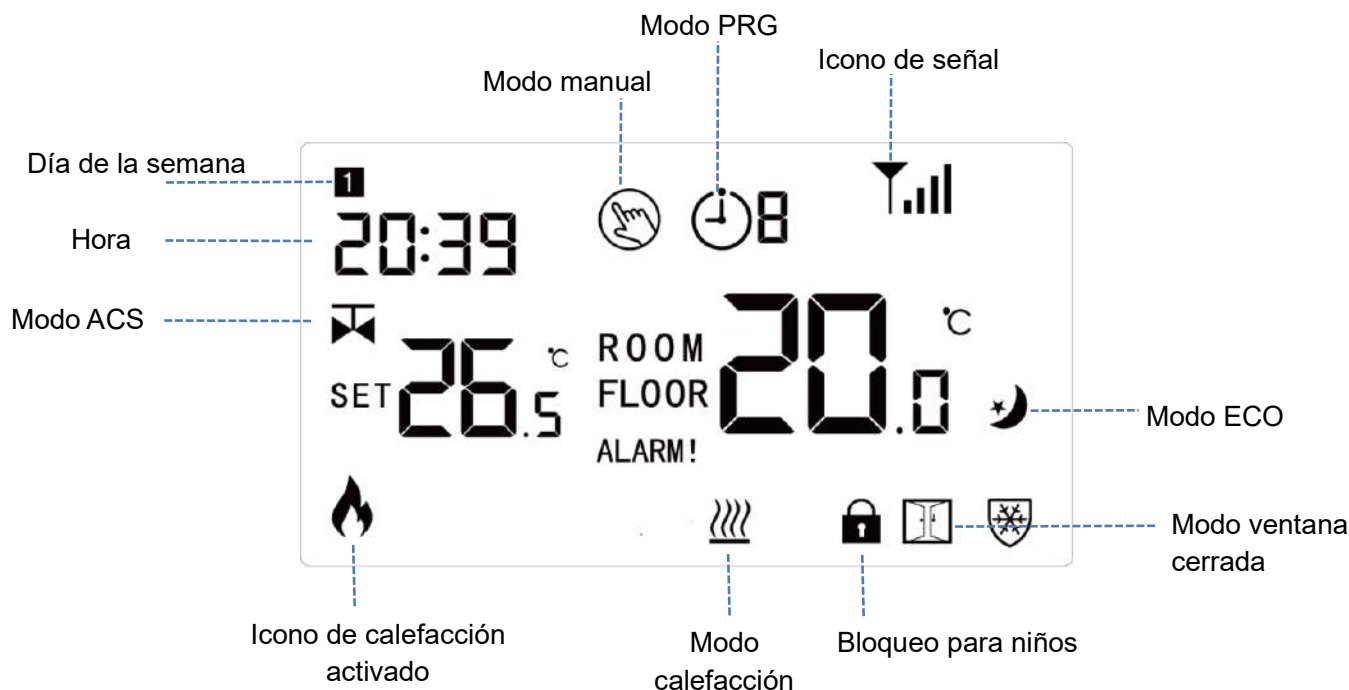 Modo PRG
Icono de señal
Modo manual
Día de la semana
1
Hora
20:39
8
Modo ACS
SET 26.5 °C
ROOM
FLOOR
20.0 °C
ALARM!
Modo ECO
Modo ventana
cerrada
Icono de calefacción
activado
Modo
calefacción
Bloqueo para niños